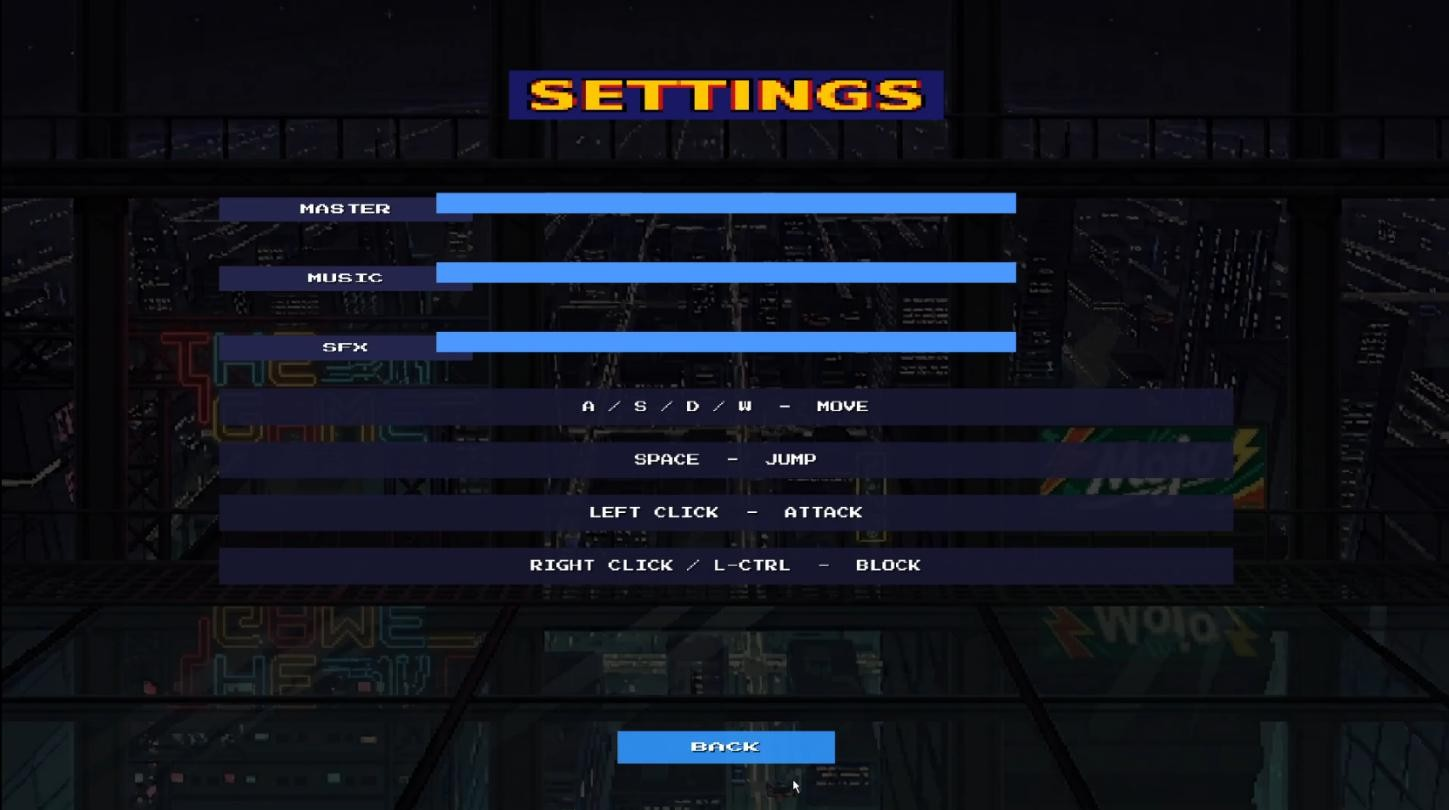 SETTINGS
MASTER
MUSIC
SFX
A / S / D / W - MOVE
SPACE - JUMP
LEFT CLICK - ATTACK
RIGHT CLICK / L-CTRL - BLOCK
BACK